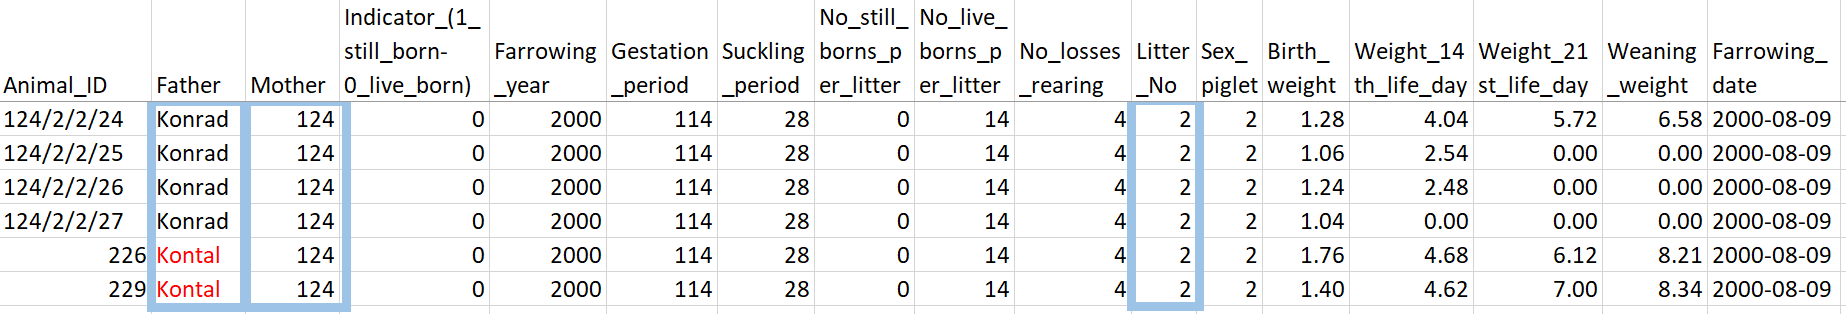 Animal_ID Father Mother Indicator_(1_still_born-0_live_born) Farrowing_year Gestation_period Suckling_period No_still_borns_per_litter No_live_borns_per_litter No_losses_rearing Litter_No Sex_piglet Birth_weight Weight_14th_life_day Weight_21st_life_day Weaning_weight Farrowing_date
124/2/2/24 Konrad 124 0 2000 114 28 0 14 4 2 2 1.28 4.04 5.72 6.58 2000-08-09
124/2/2/25 Konrad 124 0 2000 114 28 0 14 4 2 2 1.06 2.54 0.00 0.00 2000-08-09
124/2/2/26 Konrad 124 0 2000 114 28 0 14 4 2 2 1.24 2.48 0.00 0.00 2000-08-09
124/2/2/27 Konrad 124 0 2000 114 28 0 14 4 2 2 1.04 0.00 0.00 0.00 2000-08-09
226 Kontal 124 0 2000 114 28 0 14 4 2 2 1.76 4.68 6.12 8.21 2000-08-09
229 Kontal 124 0 2000 114 28 0 14 4 2 2 1.40 4.62 7.00 8.34 2000-08-09